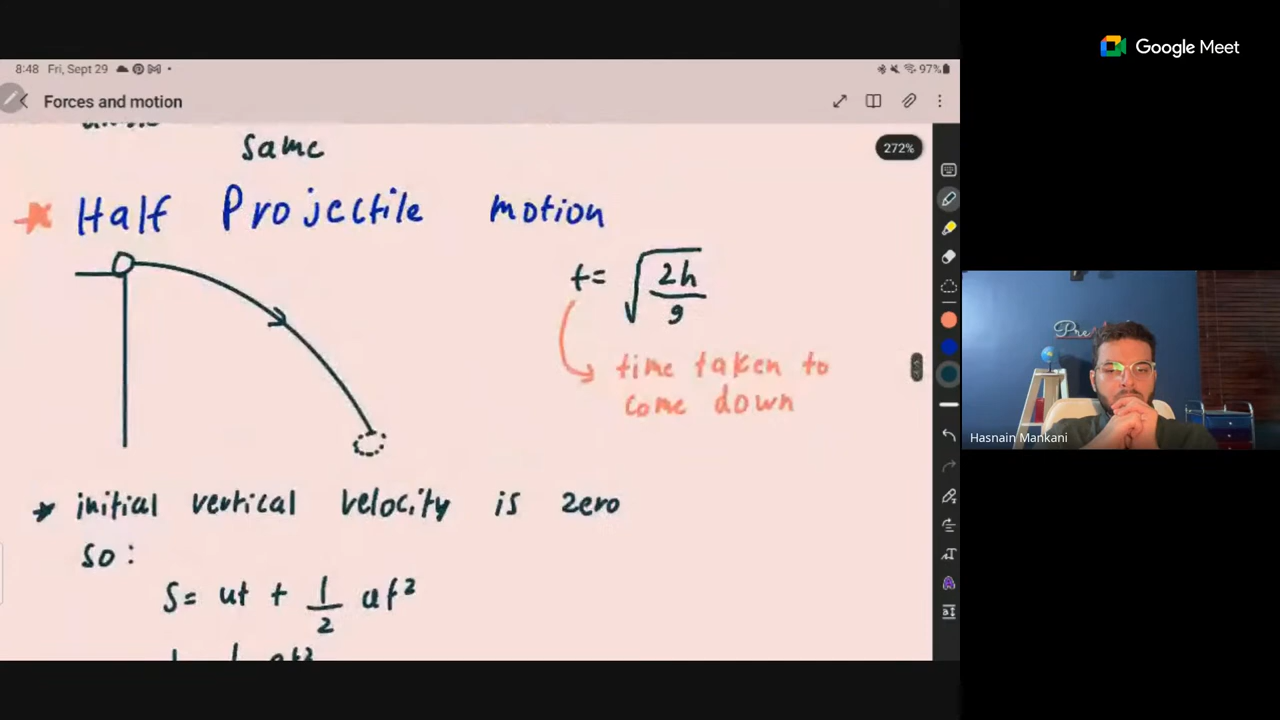 Google Meet
8:48 Fri, Sept 29
97%
Forces and motion
same
272%
Half Projectile motion
t= √2h/g
time taken to
come down
Hasnain Mankani
initial vertical velocity is zero
so:
S= ut + 1/2 at²